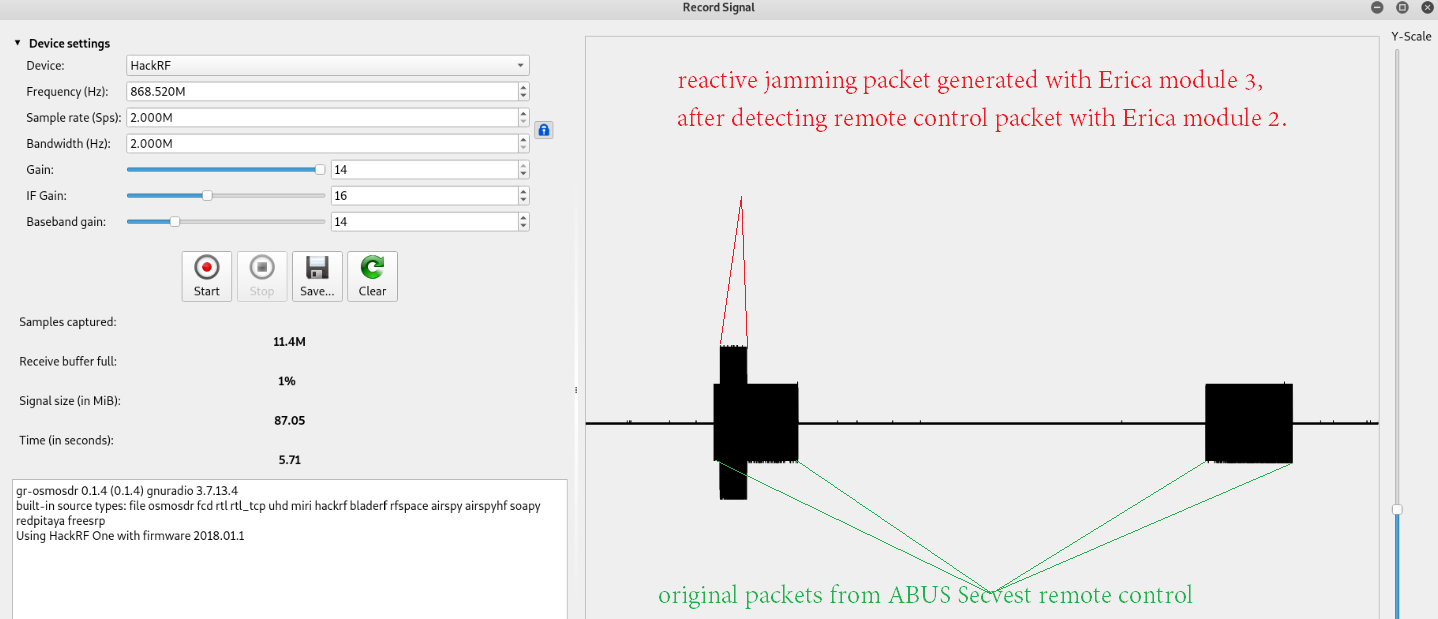 Record Signal
Device settings
Device: HackRF
Frequency (Hz): 868.520M
Sample rate (Sps): 2.000M
Bandwidth (Hz): 2.000M
Gain: 14
IF Gain: 16
Baseband gain: 14
Start Stop Save... Clear
Samples captured:
11.4M
Receive buffer full:
1%
Signal size (in MiB):
87.05
Time (in seconds):
5.71
gr-osmosdr 0.1.4 (0.1.4) gnuradio 3.7.13.4
built-in source types: file osmosdr fcd rtl rtl_tcp uhd miri hackrf bladerf rfspace airspy airspyhf soapy
redpitaya freesrp
Using HackRF One with firmware 2018.01.1
Y-Scale
reactive jamming packet generated with Erica module 3,
after detecting remote control packet with Erica module 2.
original packets from ABUS Secvest remote control